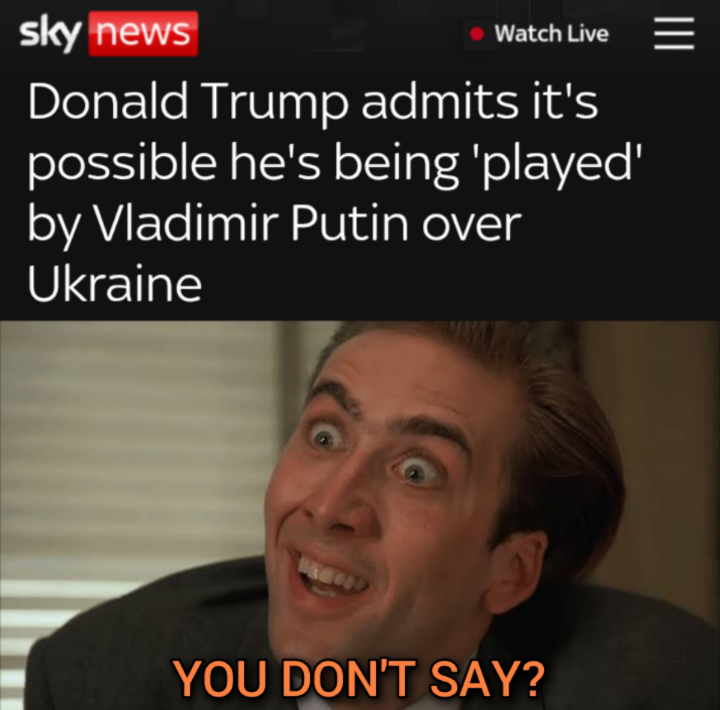 sky news
Watch Live
Donald Trump admits it's
possible he's being 'played'
by Vladimir Putin over
Ukraine
YOU DON'T SAY?